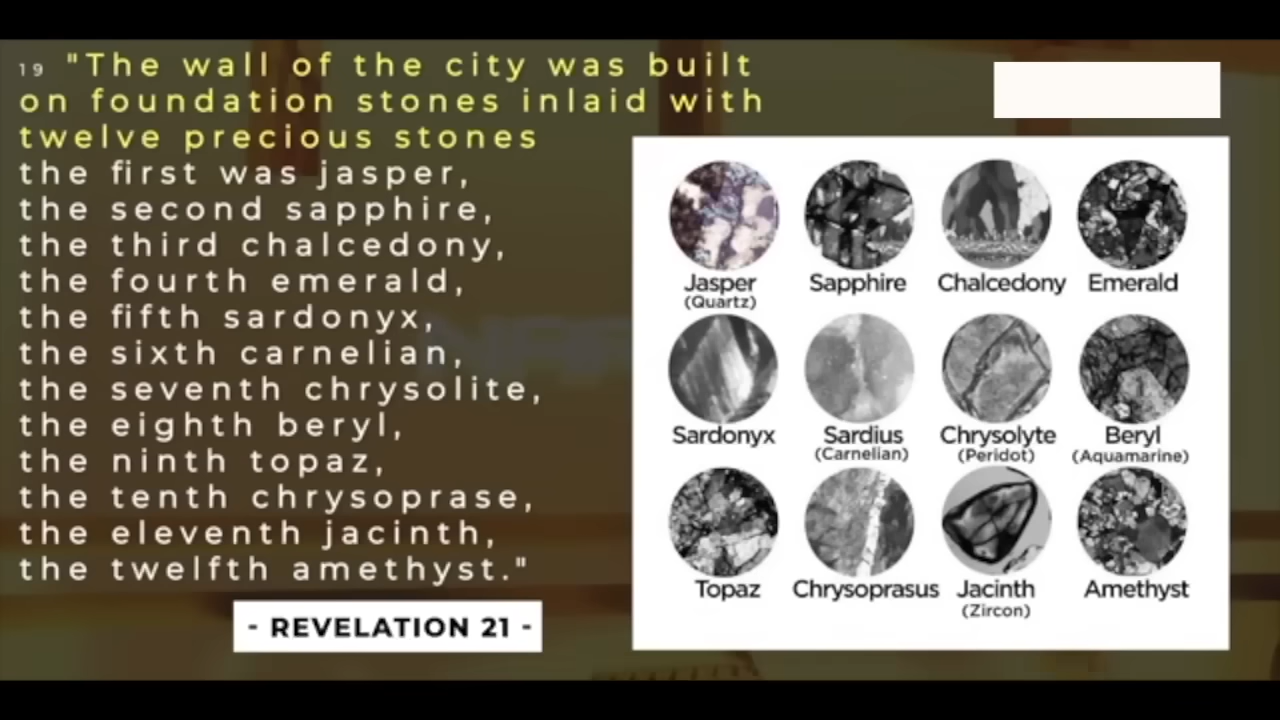 19 "The wall of the city was built
on foundation stones inlaid with
twelve precious stones
the first was jasper,
the second sapphire,
the third chalcedony,
the fourth emerald,
the fifth sardonyx,
the sixth carnelian,
the seventh chrysolite,
the eighth beryl,
the ninth topaz,
the tenth chrysoprase,
the eleventh jacinth,
the twelfth amethyst."
- REVELATION 21 -
Jasper Sapphire Chalcedony Emerald
(Quartz)
Sardonyx Sardius Chrysolyte Beryl
(Carnelian) (Peridot) (Aquamarine)
Topaz Chrysoprasus Jacinth Amethyst
(Zircon)